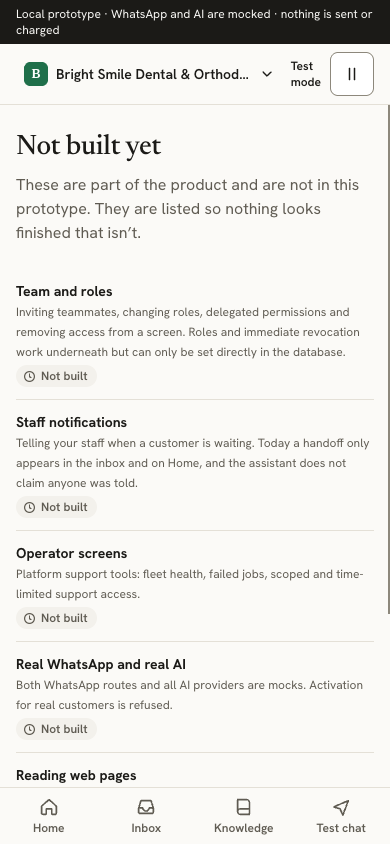 Local prototype · WhatsApp and AI are mocked · nothing is sent or
charged
B
Bright Smile Dental & Orthod...
Test
mode
Not built yet
These are part of the product and are not in this
prototype. They are listed so nothing looks
finished that isn’t.
Team and roles
Inviting teammates, changing roles, delegated permissions and
removing access from a screen. Roles and immediate revocation
work underneath but can only be set directly in the database.
Not built
Staff notifications
Telling your staff when a customer is waiting. Today a handoff only
appears in the inbox and on Home, and the assistant does not
claim anyone was told.
Not built
Operator screens
Platform support tools: fleet health, failed jobs, scoped and time-
limited support access.
Not built
Real WhatsApp and real AI
Both WhatsApp routes and all AI providers are mocks. Activation
for real customers is refused.
Not built
Reading web pages
Home
Inbox
Knowledge
Test chat